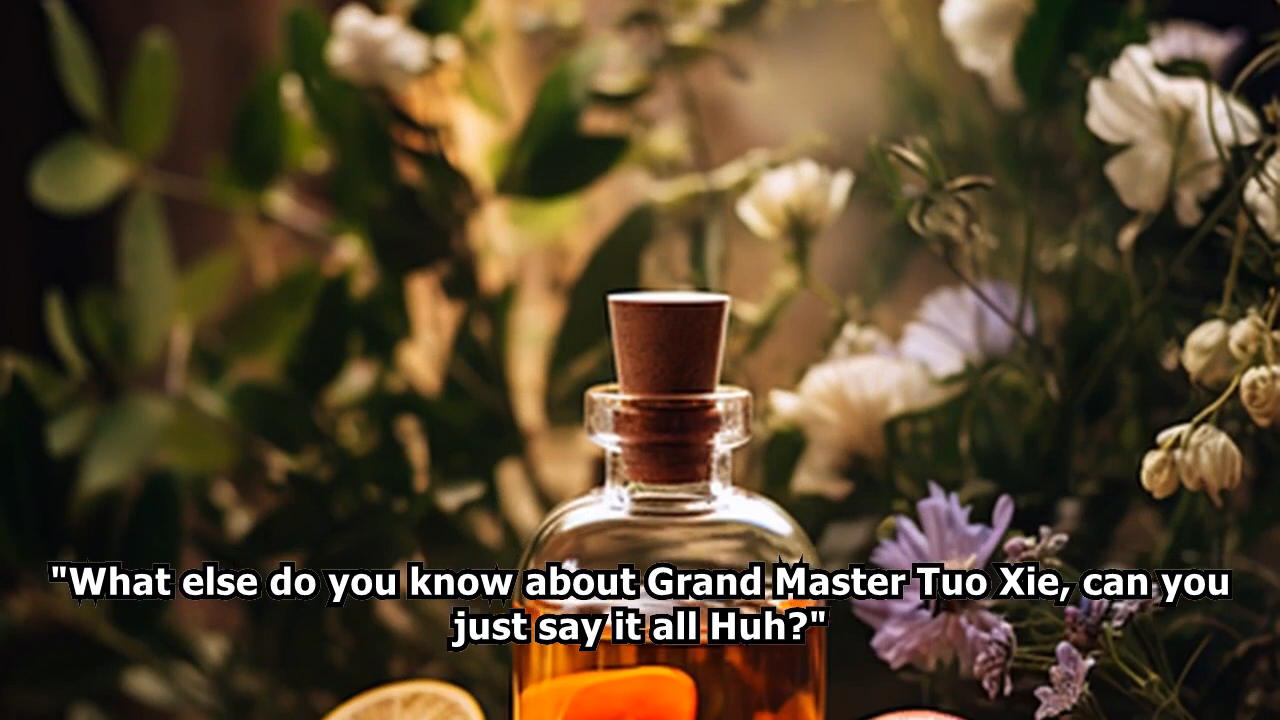 "What else do you know about Grand Master Tuo Xie, can you
just say it all Huh?"